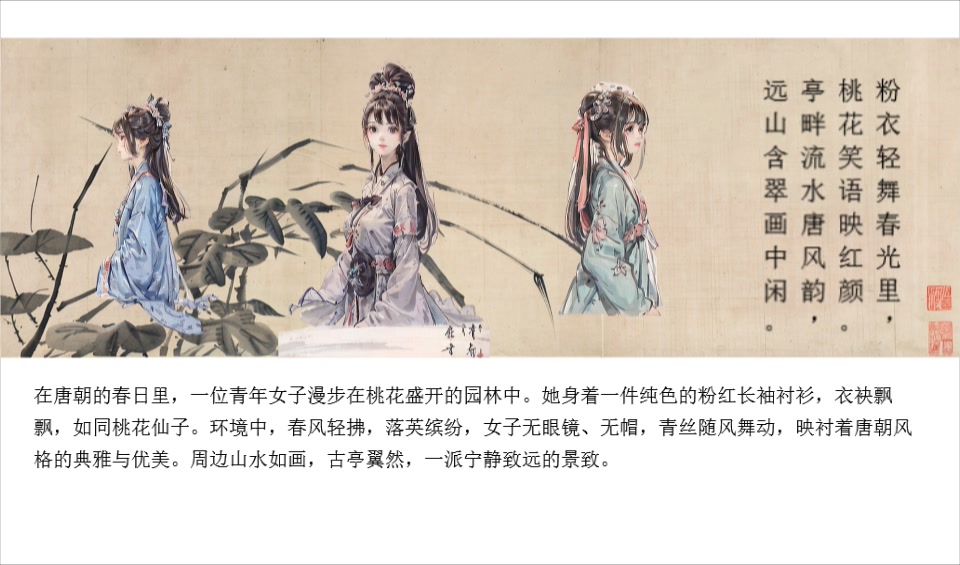 粉衣轻舞春光里，
桃花笑语映红颜。
亭畔流水唐风韵，
远山含翠画中闲。
在唐朝的春日里，一位青年女子漫步在桃花盛开的园林中。她身着一件纯色的粉红长袖衬衫，衣袂飘
飘，如同桃花仙子。环境中，春风轻拂，落英缤纷，女子无眼镜、无帽，青丝随风舞动，映衬着唐朝风
格的典雅与优美。周边山水如画，古亭翼然，一派宁静致远的景致。